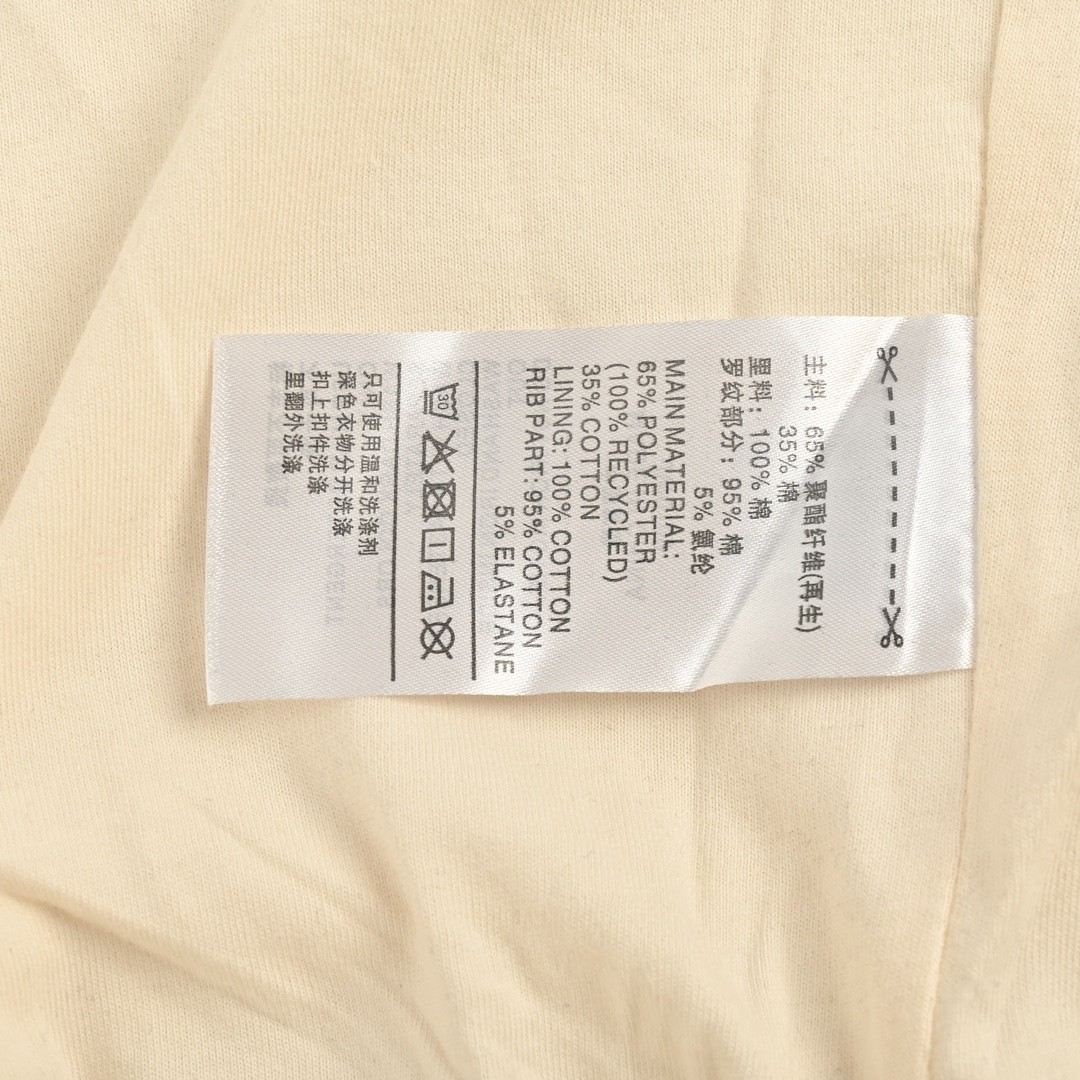 主料: 65% 聚酯纤维(再生)
35% 棉
里料: 100% 棉
罗纹部分: 95% 棉
5% 氨纶
MAIN MATERIAL:
65% POLYESTER
(100% RECYCLED)
35% COTTON
LINING: 100% COTTON
RIB PART: 95% COTTON
5% ELASTANE
30
只可使用温和洗涤剂
深色衣物分开洗涤
扣上扣件洗涤
里翻外洗涤